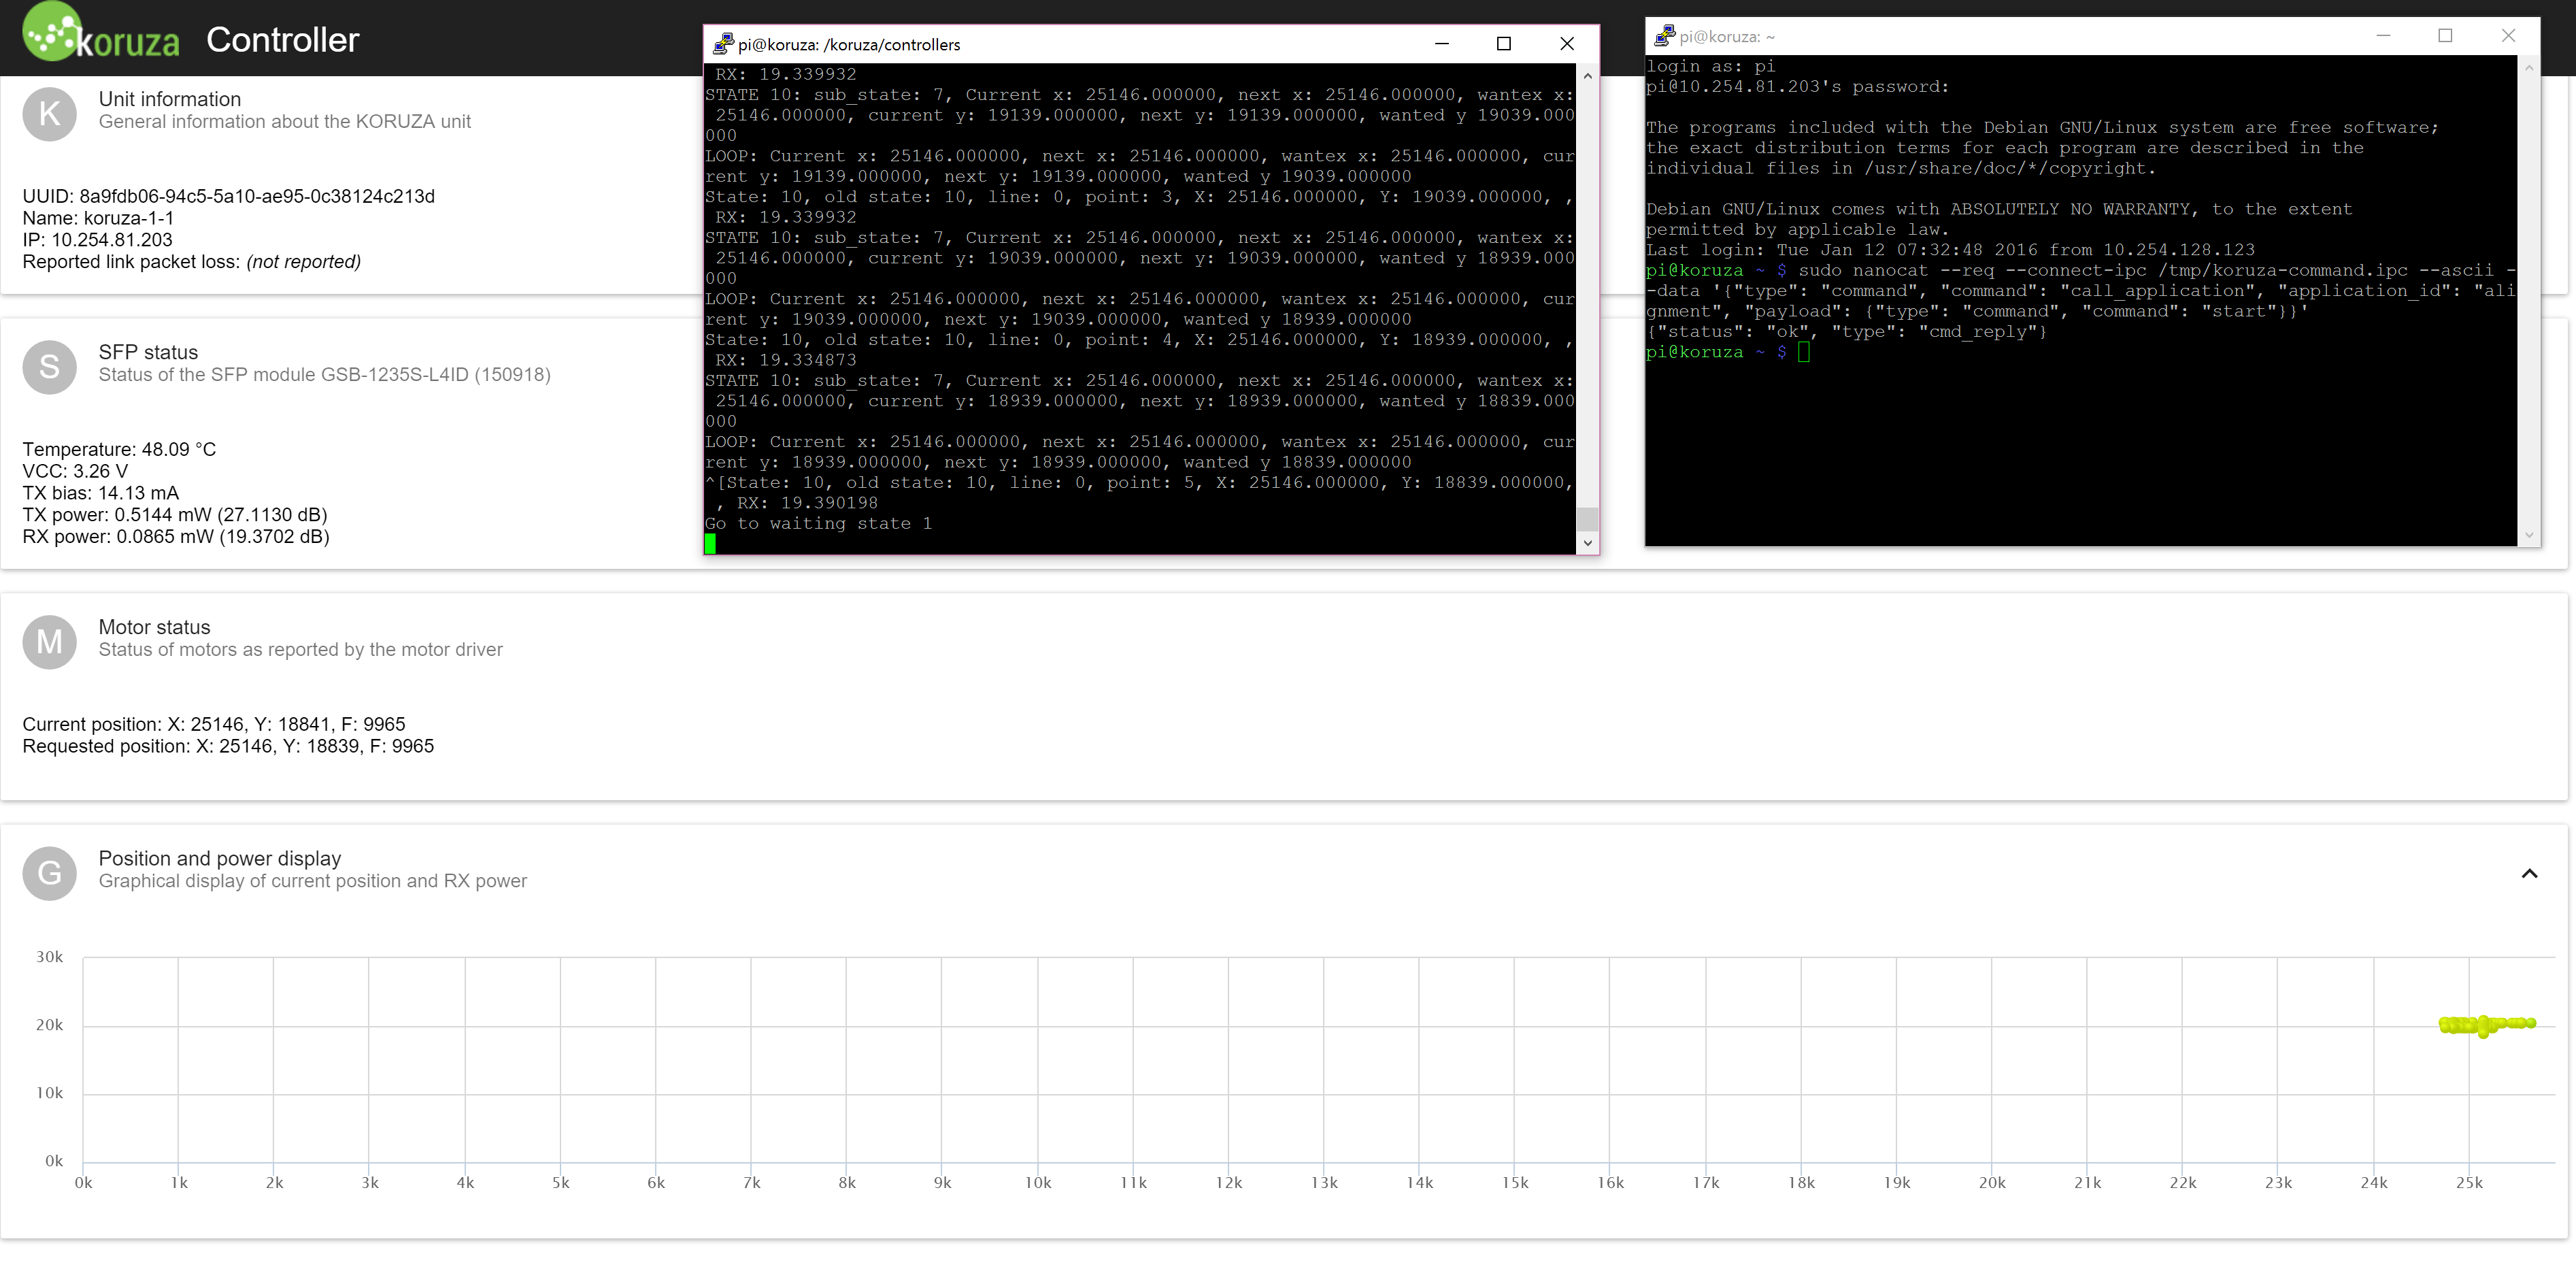 koruza Controller
Unit information
General information about the KORUZA unit
K
UUID: 8a9fdb06-94c5-5a10-ae95-0c38124c213d
Name: koruza-1-1
IP: 10.254.81.203
Reported link packet loss: (not reported)
SFP status
Status of the SFP module GSB-1235S-L4ID (150918)
S
Temperature: 48.09 °C
VCC: 3.26 V
TX bias: 14.13 mA
TX power: 0.5144 mW (27.1130 dB)
RX power: 0.0865 mW (19.3702 dB)
pi@koruza: /koruza/controllers
 RX: 19.339932
STATE 10: sub_state: 7, Current x: 25146.000000, next x: 25146.000000, wantex x:
 25146.000000, current y: 19139.000000, next y: 19139.000000, wanted y 19039.000
000
LOOP: Current x: 25146.000000, next x: 25146.000000, wantex x: 25146.000000, cur
rent y: 19139.000000, next y: 19139.000000, wanted y 19039.000000
State: 10, old state: 10, line: 0, point: 3, X: 25146.000000, Y: 19039.000000, ,
 RX: 19.339932
STATE 10: sub_state: 7, Current x: 25146.000000, next x: 25146.000000, wantex x:
 25146.000000, current y: 19039.000000, next y: 19039.000000, wanted y 18939.000
000
LOOP: Current x: 25146.000000, next x: 25146.000000, wantex x: 25146.000000, cur
rent y: 19039.000000, next y: 19039.000000, wanted y 18939.000000
State: 10, old state: 10, line: 0, point: 4, X: 25146.000000, Y: 18939.000000, ,
 RX: 19.334873
STATE 10: sub_state: 7, Current x: 25146.000000, next x: 25146.000000, wantex x:
 25146.000000, current y: 18939.000000, next y: 18939.000000, wanted y 18839.000
000
LOOP: Current x: 25146.000000, next x: 25146.000000, wantex x: 25146.000000, cur
rent y: 18939.000000, next y: 18939.000000, wanted y 18839.000000
^[State: 10, old state: 10, line: 0, point: 5, X: 25146.000000, Y: 18839.000000,
 , RX: 19.390198
Go to waiting state 1
pi@koruza: ~
login as: pi
pi@10.254.81.203's password:
The programs included with the Debian GNU/Linux system are free software;
the exact distribution terms for each program are described in the
individual files in /usr/share/doc/*/copyright.
Debian GNU/Linux comes with ABSOLUTELY NO WARRANTY, to the extent
permitted by applicable law.
Last login: Tue Jan 12 07:32:48 2016 from 10.254.128.123
pi@koruza ~ $ sudo nanocat --req --connect-ipc /tmp/koruza-command.ipc --ascii -
-data '{"type": "command", "command": "call_application", "application_id": "ali
gnment", "payload": {"type": "command", "command": "start"}}'
{"status": "ok", "type": "cmd_reply"}
pi@koruza ~ $
Motor status
Status of motors as reported by the motor driver
M
Current position: X: 25146, Y: 18841, F: 9965
Requested position: X: 25146, Y: 18839, F: 9965
Position and power display
Graphical display of current position and RX power
G
30k
20k
10k
0k
0k 1k 2k 3k 4k 5k 6k 7k 8k 9k 10k 11k 12k 13k 14k 15k 16k 17k 18k 19k 20k 21k 22k 23k 24k 25k